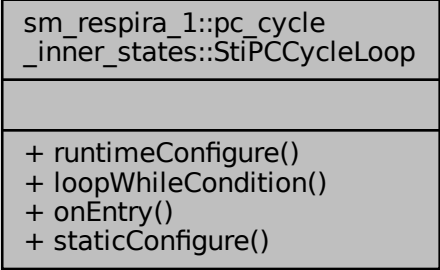 sm_respira_1::pc_cycle
_inner_states::StiPCCycleLoop
+ runtimeConfigure()
+ loopWhileCondition()
+ onEntry()
+ staticConfigure()